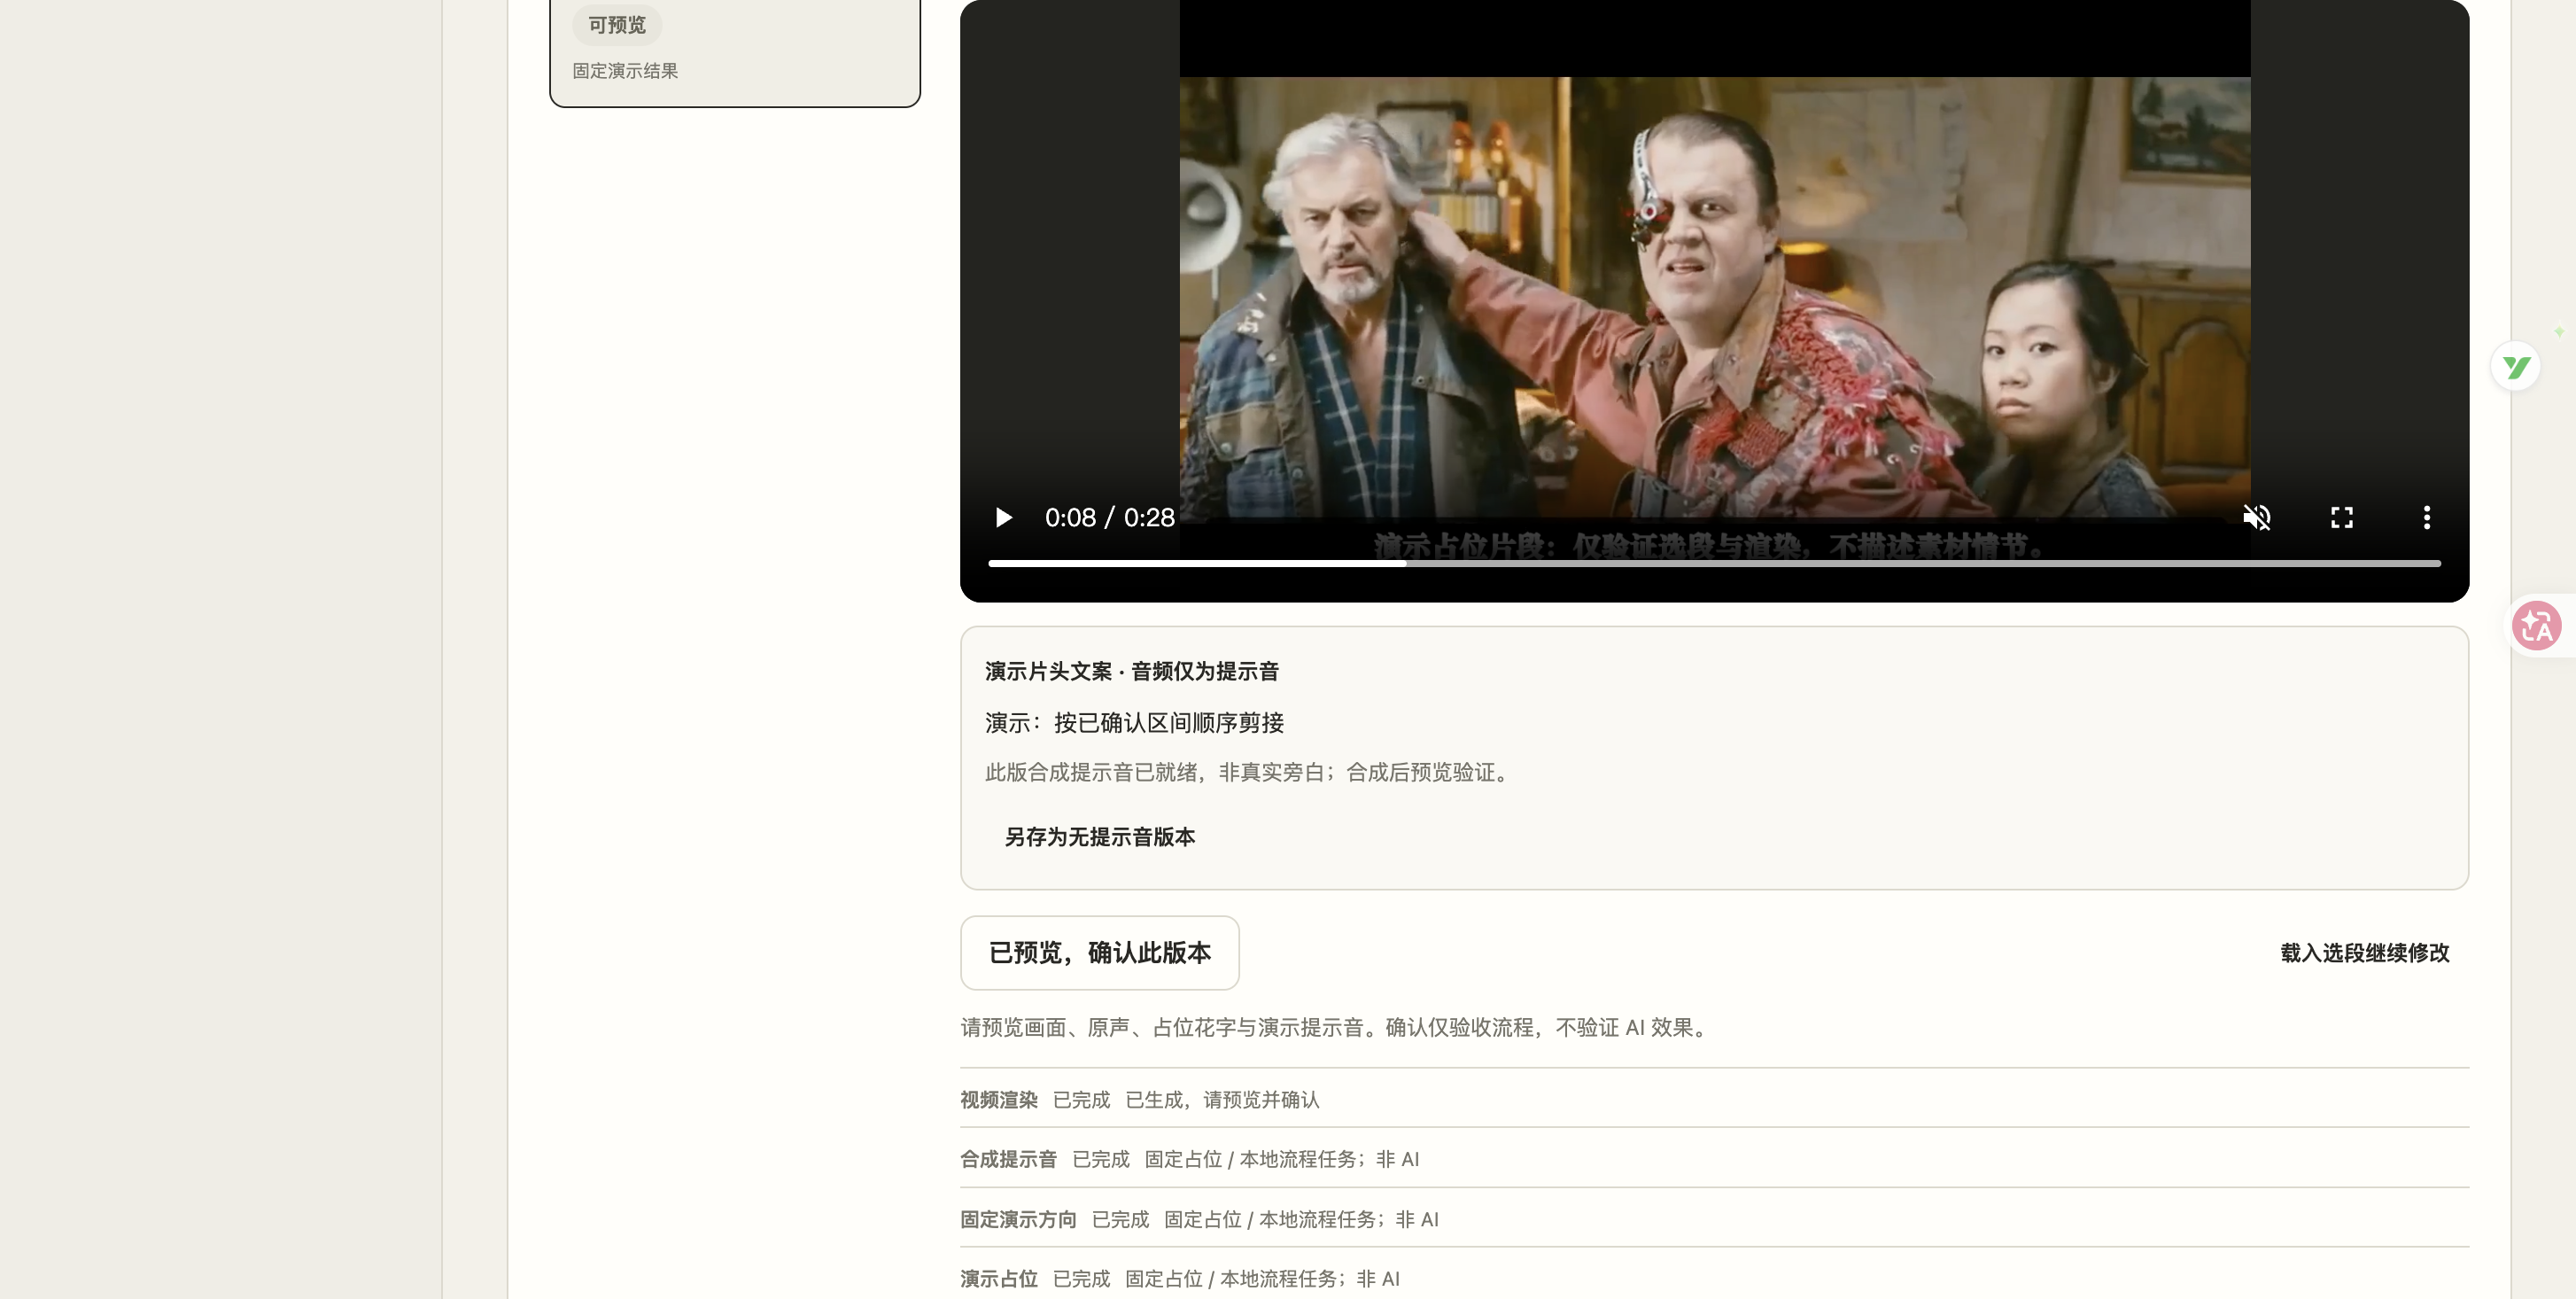 可预览
固定演示结果
0:08 / 0:28
演示占位片段：仅验证选段与渲染，不描述素材情节。
演示片头文案 · 音频仅为提示音
演示：按已确认区间顺序剪接
此版合成提示音已就绪，非真实旁白；合成后预览验证。
另存为无提示音版本
已预览，确认此版本
载入选段继续修改
请预览画面、原声、占位花字与演示提示音。确认仅验收流程，不验证 AI 效果。
视频渲染 已完成 已生成，请预览并确认
合成提示音 已完成 固定占位 / 本地流程任务；非 AI
固定演示方向 已完成 固定占位 / 本地流程任务；非 AI
演示占位 已完成 固定占位 / 本地流程任务；非 AI